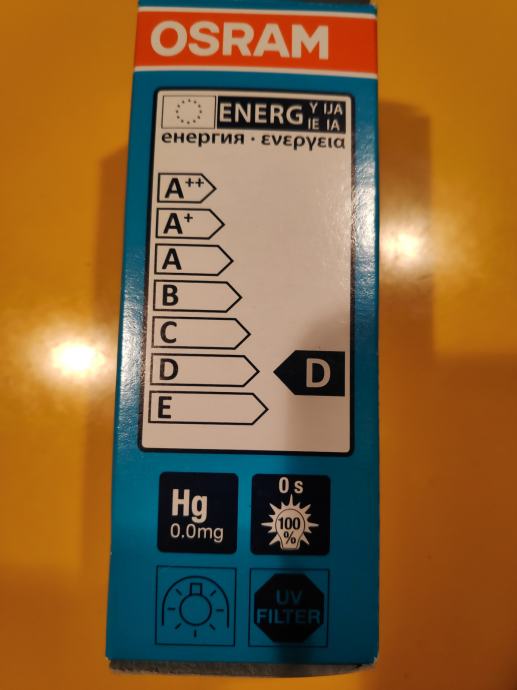 OSRAM
ENERG Y IJA
IE IA
енергия · ενεργεια
A++
A+
A
B
C
D
D
E
Hg
0.0mg
0 s
100
%
UV
FILTER